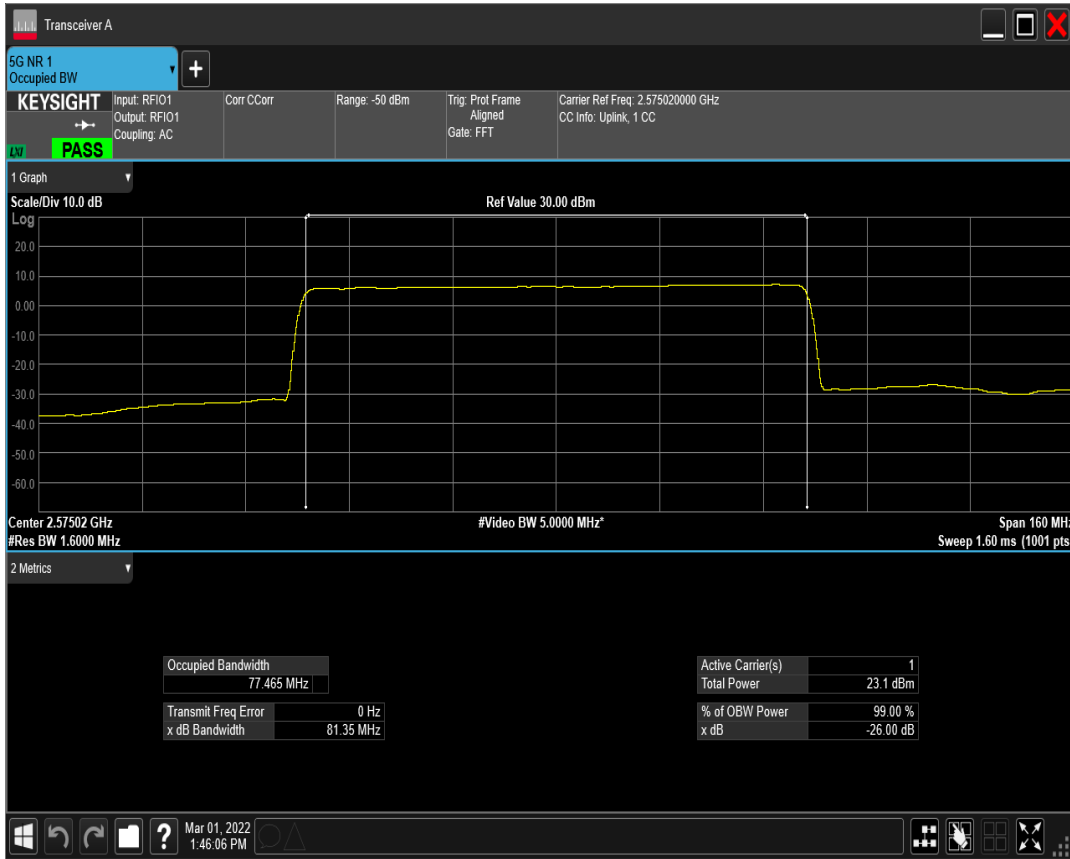 Transceiver A
5G NR 1
Occupied BW
+
KEYSIGHT
Input: RFIO1
Output: RFIO1
Coupling: AC
Corr CCorr
Range: -50 dBm
Trig: Prot Frame
Aligned
Gate: FFT
Carrier Ref Freq: 2.575020000 GHz
CC Info: Uplink, 1 CC
LXI
PASS
1 Graph
Scale/Div 10.0 dB
Ref Value 30.00 dBm
Log
20.0
10.0
0.00
-10.0
-20.0
-30.0
-40.0
-50.0
-60.0
Center 2.57502 GHz
#Video BW 5.0000 MHz*
Span 160 MHz
#Res BW 1.6000 MHz
Sweep 1.60 ms (1001 pts
2 Metrics
Occupied Bandwidth
77.465 MHz
Transmit Freq Error 0 Hz
x dB Bandwidth 81.35 MHz
Active Carrier(s) 1
Total Power 23.1 dBm
% of OBW Power 99.00 %
x dB -26.00 dB
?
Mar 01, 2022
1:46:06 PM